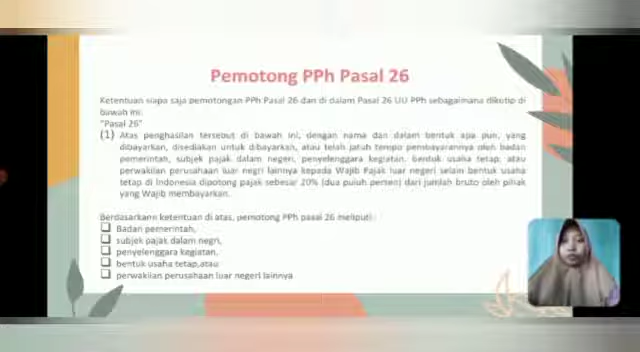 Pemotong PPh Pasal 26
Ketentuan siapa saja pemotongan PPh Pasal 26 dan di dalam Pasal 26 UU PPh sebagaimana dikutip di
bawah ini:
"Pasal 26"
(1) Atas penghasilan tersebut di bawah ini, dengan nama dan dalam bentuk apa pun, yang
dibayarkan, disediakan untuk dibayarkan, atau telah jatuh tempo pembayarannya oleh badan
pemerintah, subjek pajak dalam negeri, penyelenggara kegiatan, bentuk usaha tetap, atau
perwakilan perusahaan luar negri lainnya kepada Wajib Pajak luar negeri selain bentuk usaha
tetap di Indonesia dipotong pajak sebesar 20% (dua puluh persen) dari jumlah bruto oleh pihak
yang Wajib membayarkan.
Berdasarkann ketentuan di atas, pemotong PPh pasal 26 meliputi:
❑ Badan pemerintah,
❑ subjek pajak dalam negri,
❑ penyelenggara kegiatan,
❑ bentuk usaha tetap,atau
❑ perwakilan perusahaan luar negeri lainnya